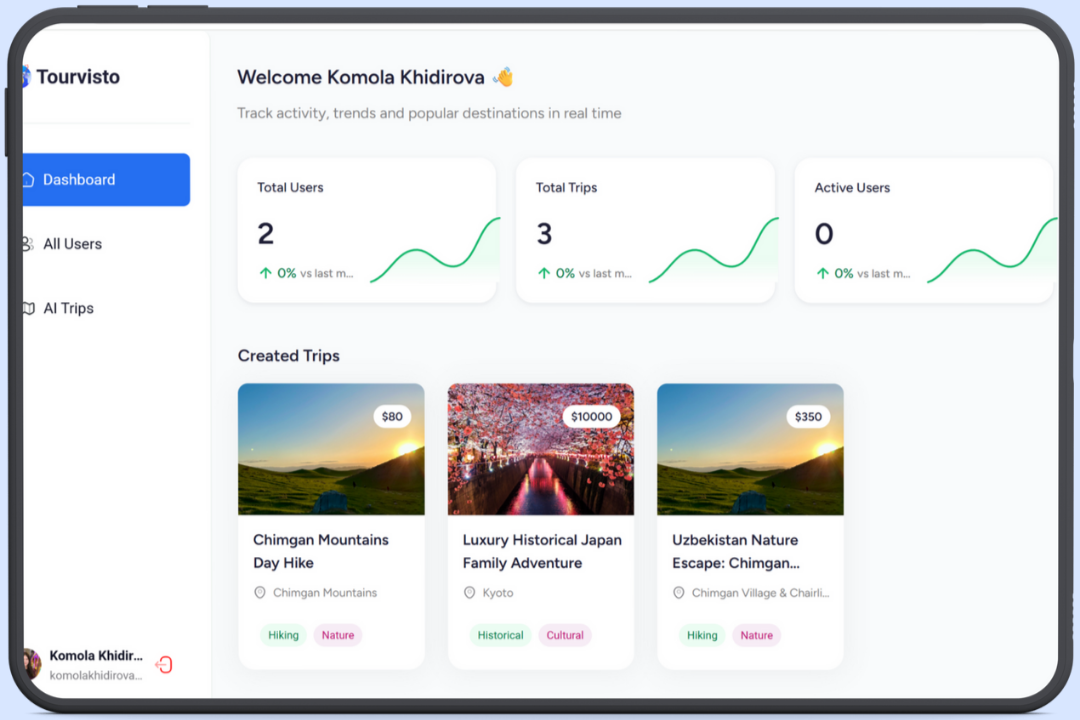 Tourvisto
Dashboard
All Users
AI Trips
Komola Khidir...
komolakhidirova...
Welcome Komola Khidirova 👋
Track activity, trends and popular destinations in real time
Total Users
2
0% vs last m...
Total Trips
3
0% vs last m...
Active Users
0
0% vs last m...
Created Trips
$80
Chimgan Mountains
Day Hike
Chimgan Mountains
Hiking Nature
$10000
Luxury Historical Japan
Family Adventure
Kyoto
Historical Cultural
$350
Uzbekistan Nature
Escape: Chimgan...
Chimgan Village & Chairli...
Hiking Nature